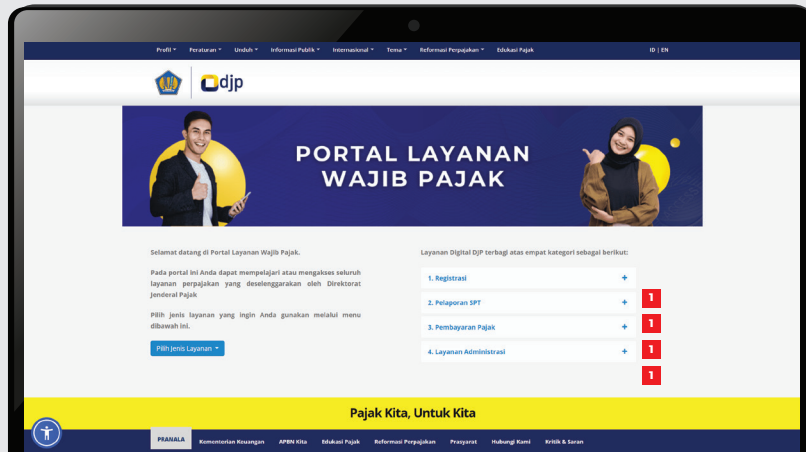 Profil Peraturan Unduh Informasi Publik Internasional Tema Reformasi Perpajakan Edukasi Pajak ID | EN
djp
PORTAL LAYANAN
WAJIB PAJAK
Selamat datang di Portal Layanan Wajib Pajak.
Pada portal ini Anda dapat mempelajari atau mengakses seluruh
layanan perpajakan yang deselenggarakan oleh Direktorat
Jenderal Pajak
Pilih jenis layanan yang ingin Anda gunakan melalui menu
dibawah ini.
Pilih Jenis Layanan
Layanan Digital DJP terbagi atas empat kategori sebagai berikut:
1. Registrasi +
2. Pelaporan SPT +
3. Pembayaran Pajak +
4. Layanan Administrasi +
1
1
1
1
Pajak Kita, Untuk Kita
PRANALA Kementerian Keuangan APBN Kita Edukasi Pajak Reformasi Perpajakan Prasyarat Hubungi Kami Kritik & Saran